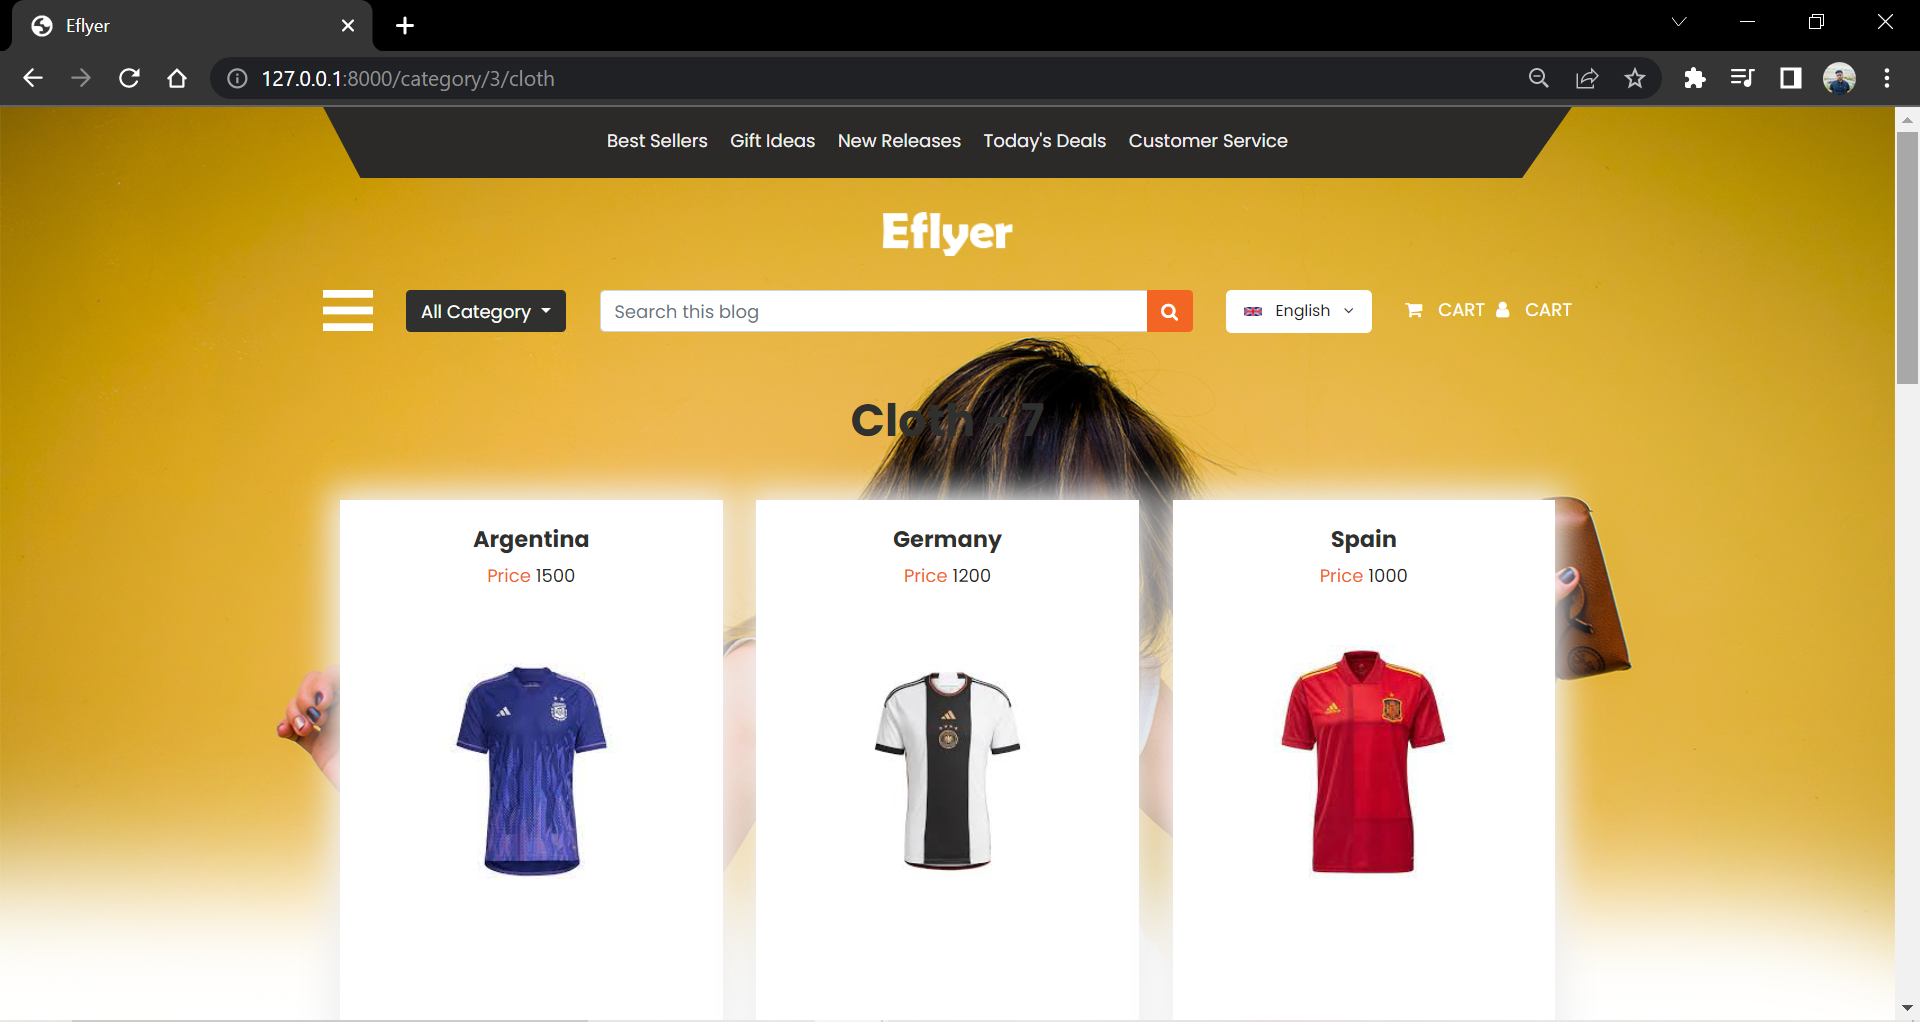 Eflyer
127.0.0.1:8000/category/3/cloth
Best Sellers Gift Ideas New Releases Today's Deals Customer Service
Eflyer
All Category Search this blog English CART CART
Cloth - 7
Argentina Germany Spain
Price 1500 Price 1200 Price 1000